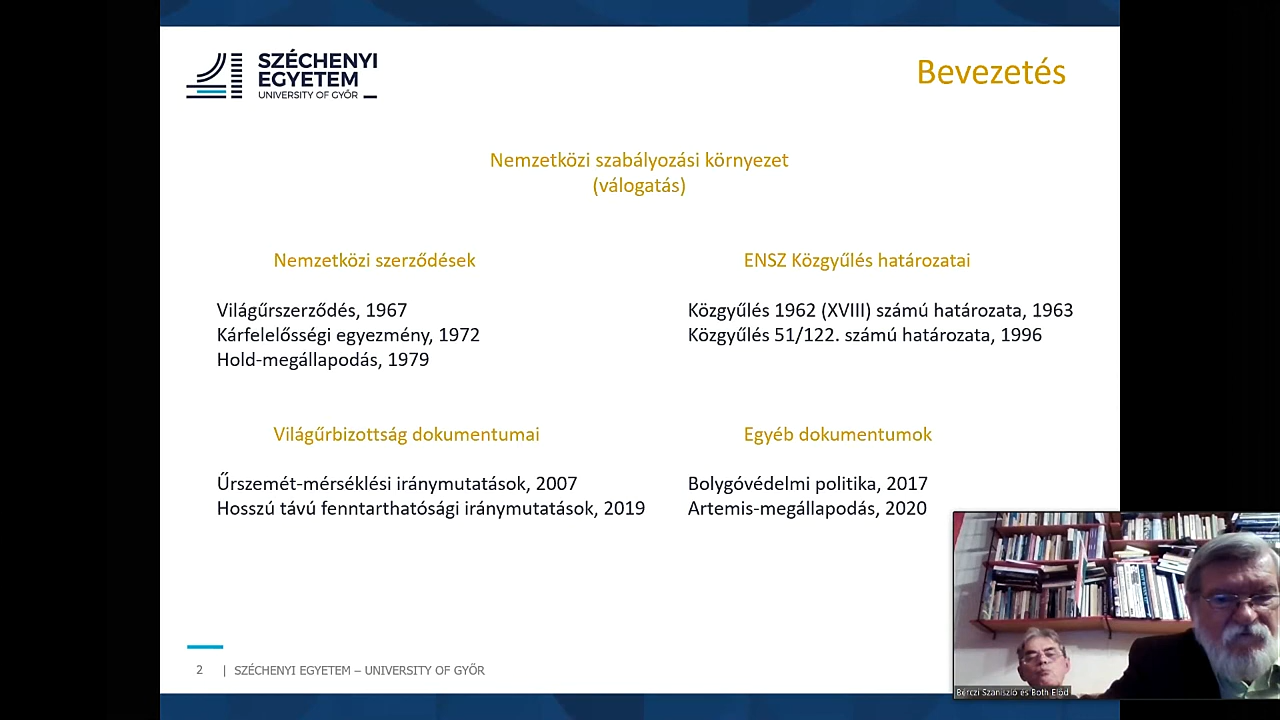 SZÉCHENYI
EGYETEM
UNIVERSITY OF GYŐR
Bevezetés
Nemzetközi szabályozási környezet
(válogatás)
Nemzetközi szerződések
Világűrszerződés, 1967
Kárfelelősségi egyezmény, 1972
Hold-megállapodás, 1979
ENSZ Közgyűlés határozatai
Közgyűlés 1962 (XVIII) számú határozata, 1963
Közgyűlés 51/122. számú határozata, 1996
Világűrbizottság dokumentumai
Űrszemét-mérséklési iránymutatások, 2007
Hosszú távú fenntarthatósági iránymutatások, 2019
Egyéb dokumentumok
Bolygóvédelmi politika, 2017
Artemis-megállapodás, 2020
2 | SZÉCHENYI EGYETEM – UNIVERSITY OF GYŐR
Bérczi Szaniszló és Both Előd